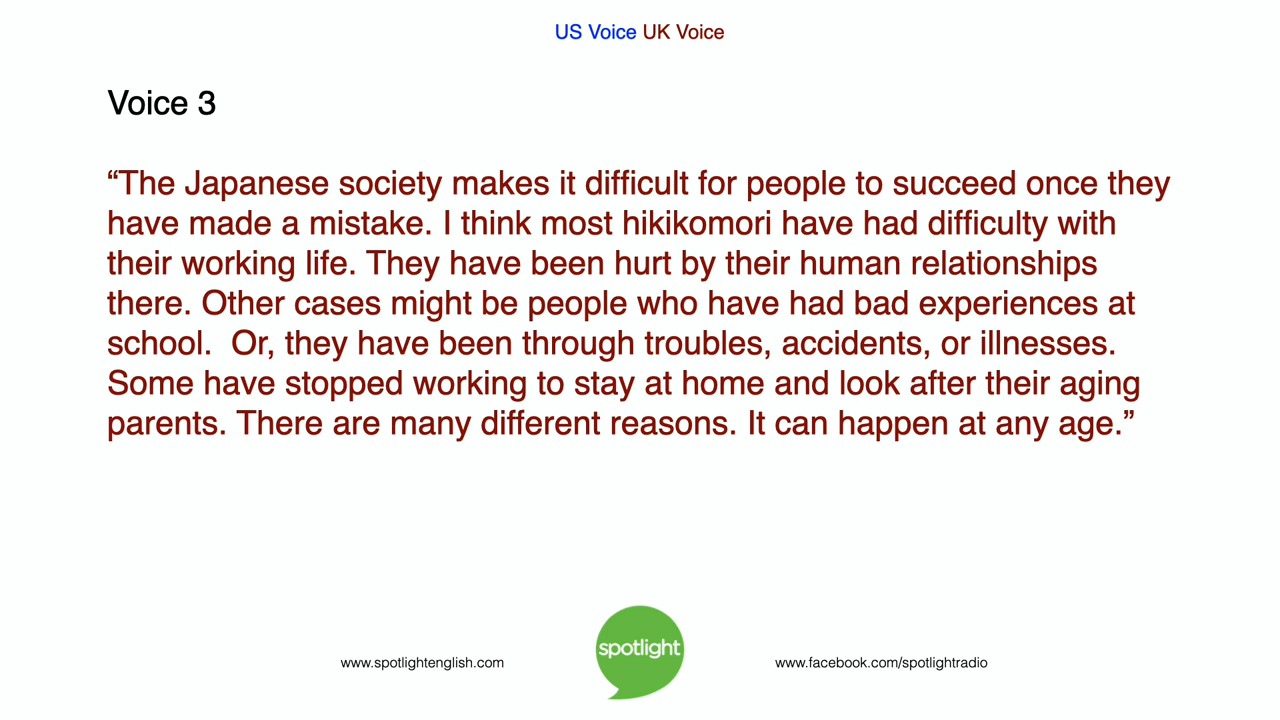 US Voice UK Voice
Voice 3
“The Japanese society makes it difficult for people to succeed once they
have made a mistake. I think most hikikomori have had difficulty with
their working life. They have been hurt by their human relationships
there. Other cases might be people who have had bad experiences at
school.  Or, they have been through troubles, accidents, or illnesses.
Some have stopped working to stay at home and look after their aging
parents. There are many different reasons. It can happen at any age.”
www.spotlightenglish.com
spotlight
www.facebook.com/spotlightradio